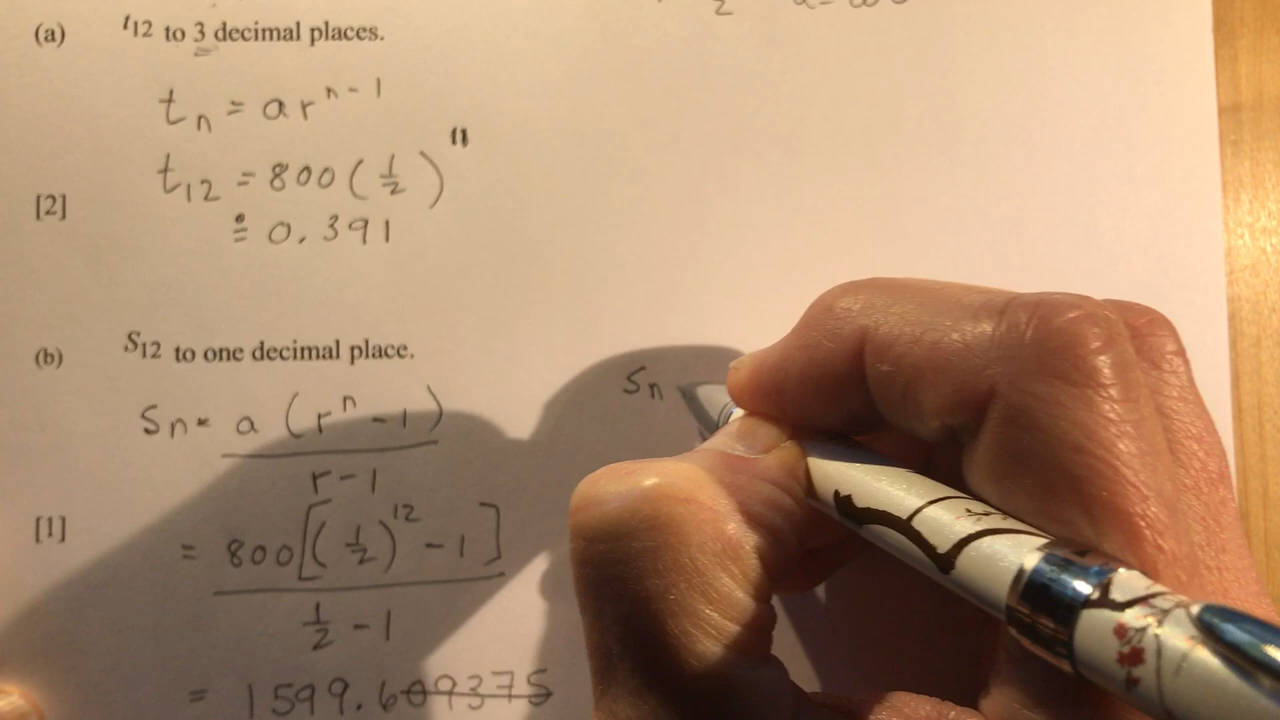 (a) t12 to 3 decimal places.
tn = ar^n-1
t12 = 800(1/2)^11
[2]
≐ 0.391
(b) S12 to one decimal place.
Sn
Sn = a(r^n-1)
r-1
[1]
= 800[(1/2)^12-1]
1/2-1
= 1599.609375